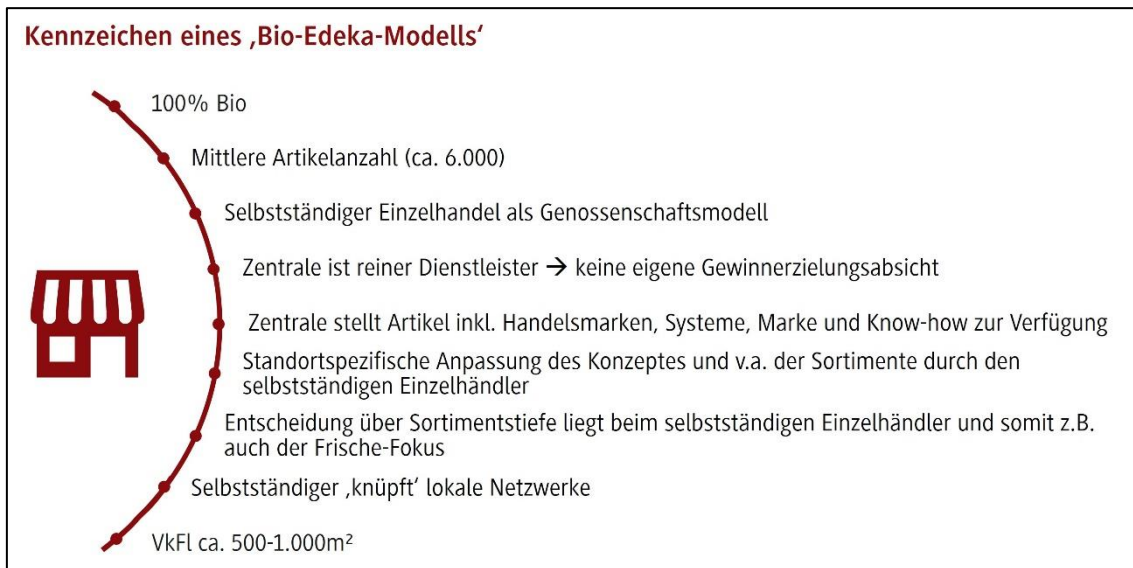 Kennzeichen eines ‚Bio-Edeka-Modells‘
100% Bio
Mittlere Artikelanzahl (ca. 6.000)
Selbstständiger Einzelhandel als Genossenschaftsmodell
Zentrale ist reiner Dienstleister → keine eigene Gewinnerzielungsabsicht
Zentrale stellt Artikel inkl. Handelsmarken, Systeme, Marke und Know-how zur Verfügung
Standortspezifische Anpassung des Konzeptes und v.a. der Sortimente durch den
selbstständigen Einzelhändler
Entscheidung über Sortimentstiefe liegt beim selbstständigen Einzelhändler und somit z.B.
auch der Frische-Fokus
Selbstständiger ‚knüpft‘ lokale Netzwerke
VkFl ca. 500-1.000m²